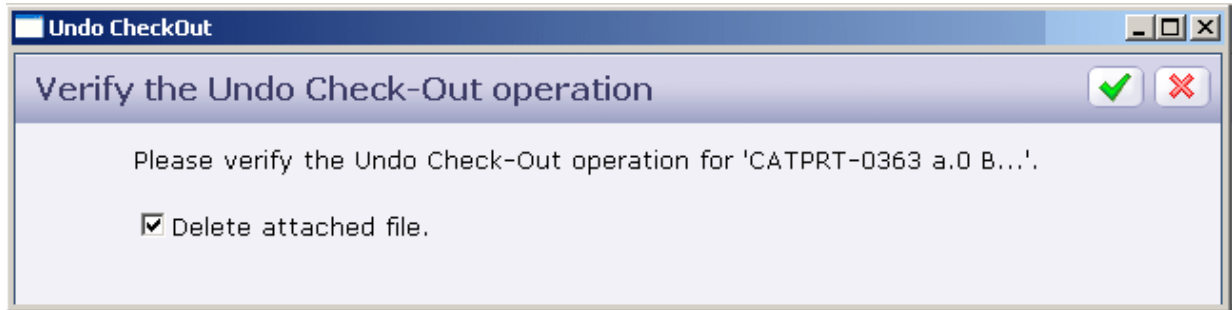 Undo CheckOut
Verify the Undo Check-Out operation
Please verify the Undo Check-Out operation for 'CATPRT-0363 a.0 B...'.
Delete attached file.